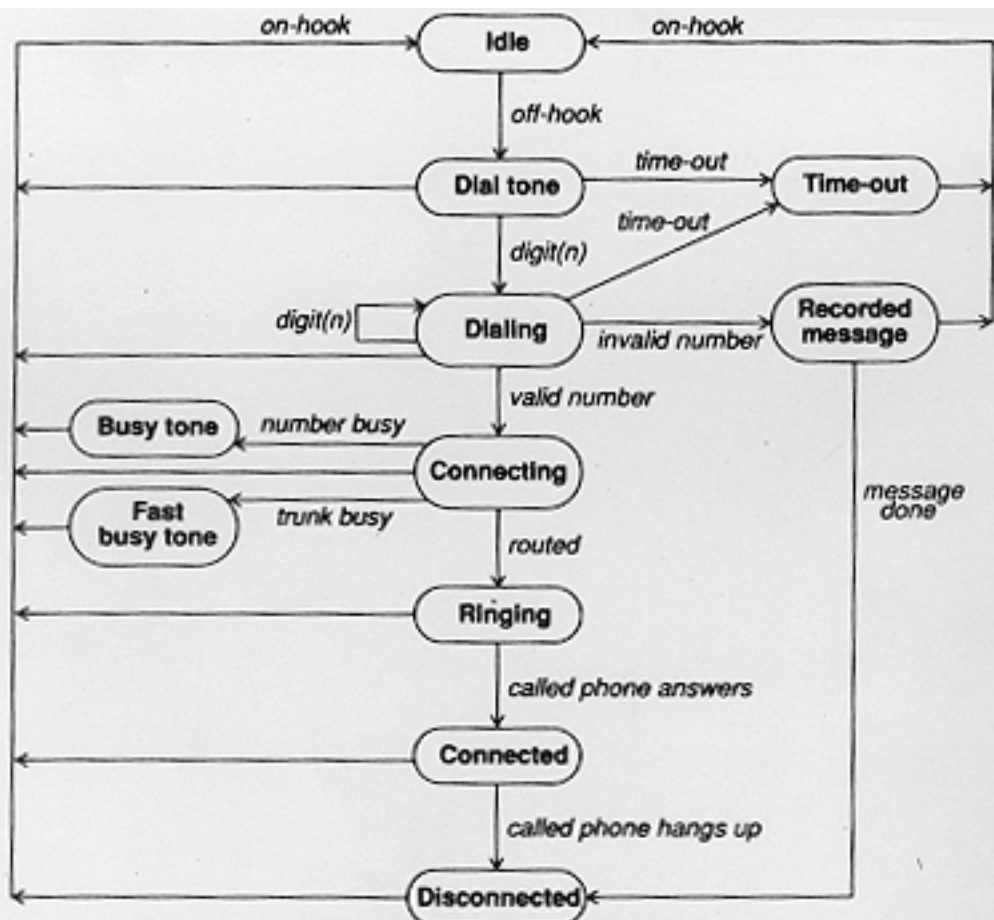 on-hook
Idle
on-hook
off-hook
Dial tone
time-out
Time-out
time-out
digit(n)
digit(n)
Dialing
invalid number
Recorded
message
valid number
Busy tone
number busy
Connecting
Fast
busy tone
trunk busy
message
done
routed
Ringing
called phone answers
Connected
called phone hangs up
Disconnected